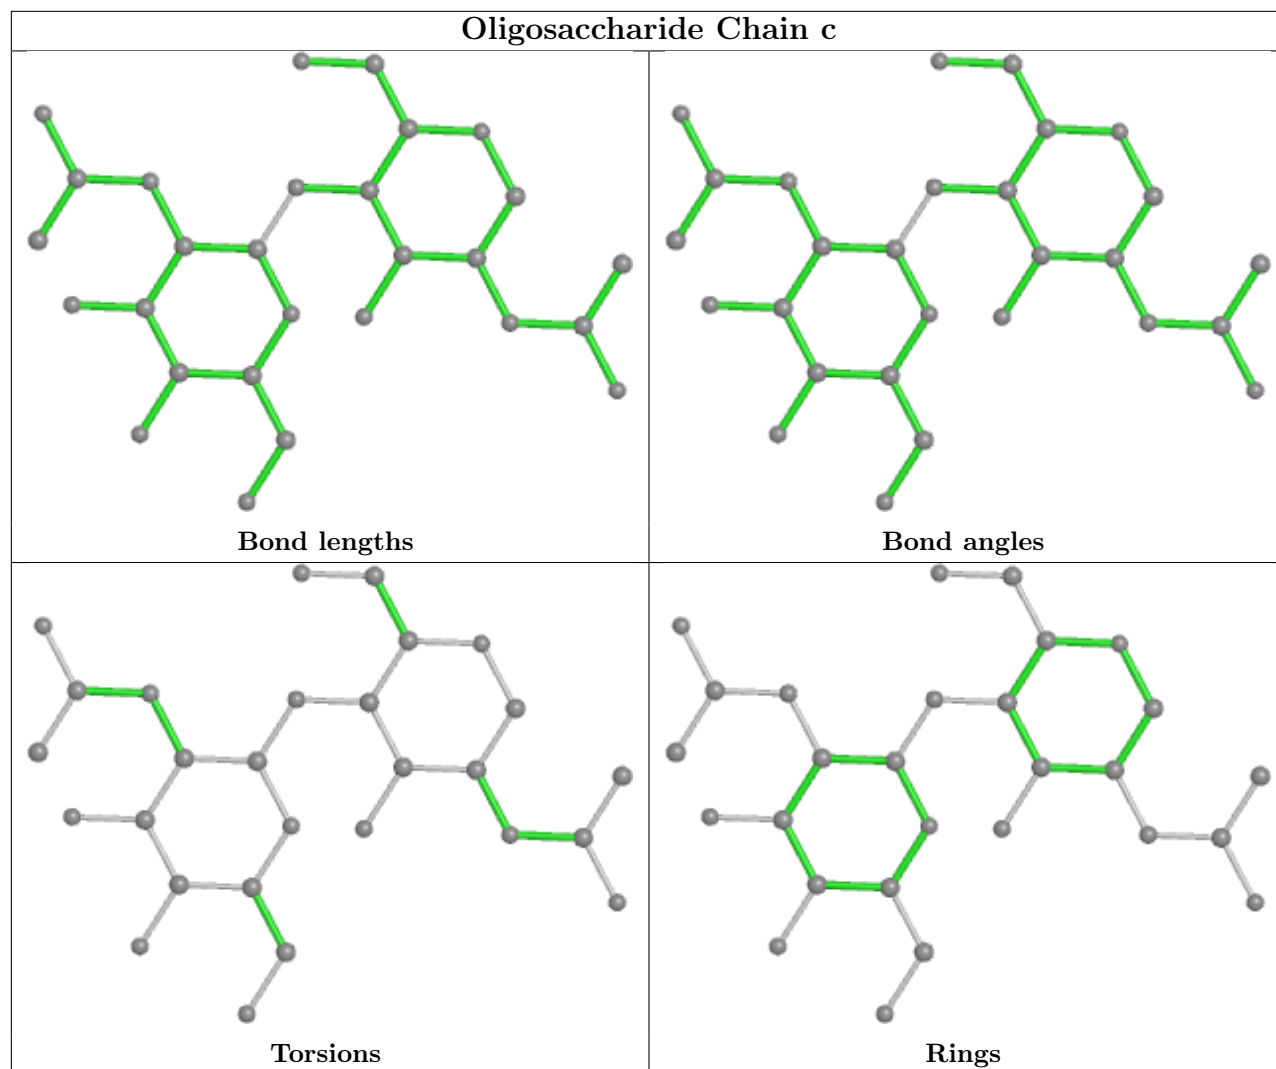 Oligosaccharide Chain c
Bond lengths
Bond angles
Torsions
Rings